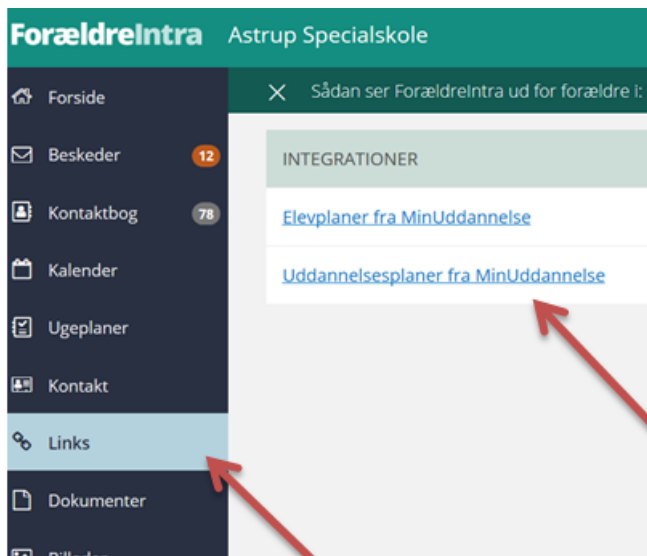 ForældreIntra Astrup Specialskole
Forside
Sådan ser ForældreIntra ud for forældre i:
Beskeder 12
INTEGRATIONER
Kontaktbog 78
Elevplaner fra MinUddannelse
Kalender
Uddannelsesplaner fra MinUddannelse
Ugeplaner
Kontakt
Links
Dokumenter